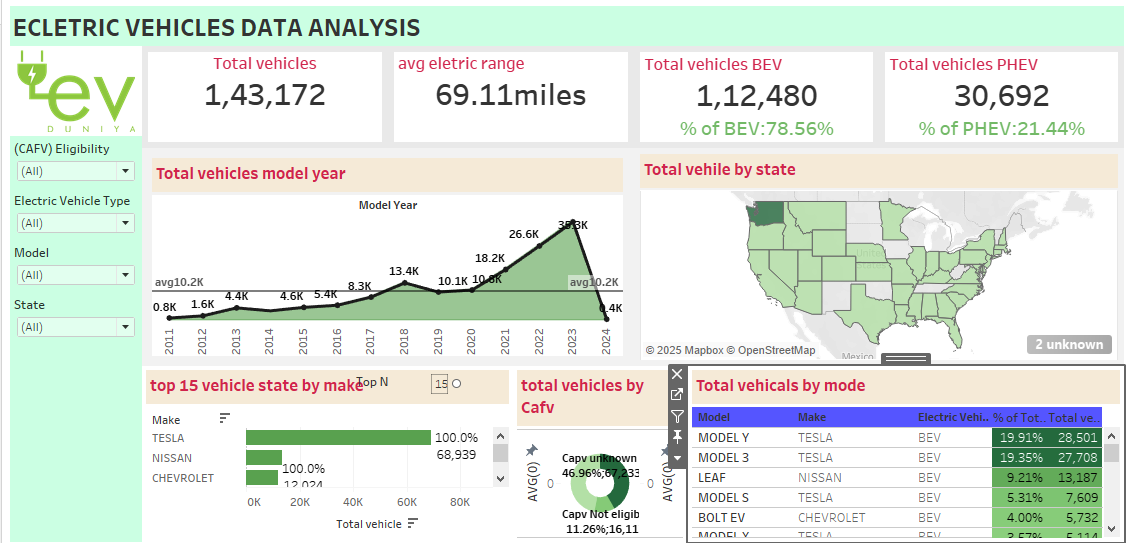 ECLETRIC VEHICLES DATA ANALYSIS
ev
DUNIYA
Total vehicles
1,43,172
avg eletric range
69.11miles
Total vehicles BEV
1,12,480
% of BEV:78.56%
Total vehicles PHEV
30,692
% of PHEV:21.44%
(CAFV) Eligibility
(All)
Electric Vehicle Type
(All)
Model
(All)
State
(All)
Total vehicles model year
Model Year
avg10.2K
avg10.2K
0.8K
1.6K
4.4K
4.6K
5.4K
8.3K
13.4K
10.1K
10.8K
18.2K
26.6K
35.3K
0.4K
2011
2012
2013
2014
2015
2016
2017
2018
2019
2020
2021
2022
2023
2024
Total vehile by state
United States
Mexico
© 2025 Mapbox © OpenStreetMap
2 unknown
top 15 vehicle state by make
Top N
15
Make
TESLA
NISSAN
CHEVROLET
100.0%
68,939
100.0%
12,024
0K
20K
40K
60K
80K
Total vehicle
total vehicles by
Cafv
AVG(0)
0
Capv unknown
46.96%;67,233
Capv Not eligib
11.26%;16,11
0
AVG(0)
Total vehicals by mode
Model Make Electric Vehi.. % of Tot.. Total ve..
MODEL Y TESLA BEV 19.91% 28,501
MODEL 3 TESLA BEV 19.35% 27,708
LEAF NISSAN BEV 9.21% 13,187
MODEL S TESLA BEV 5.31% 7,609
BOLT EV CHEVROLET BEV 4.00% 5,732
MODEL X TESLA BEV 3.57% 5,114